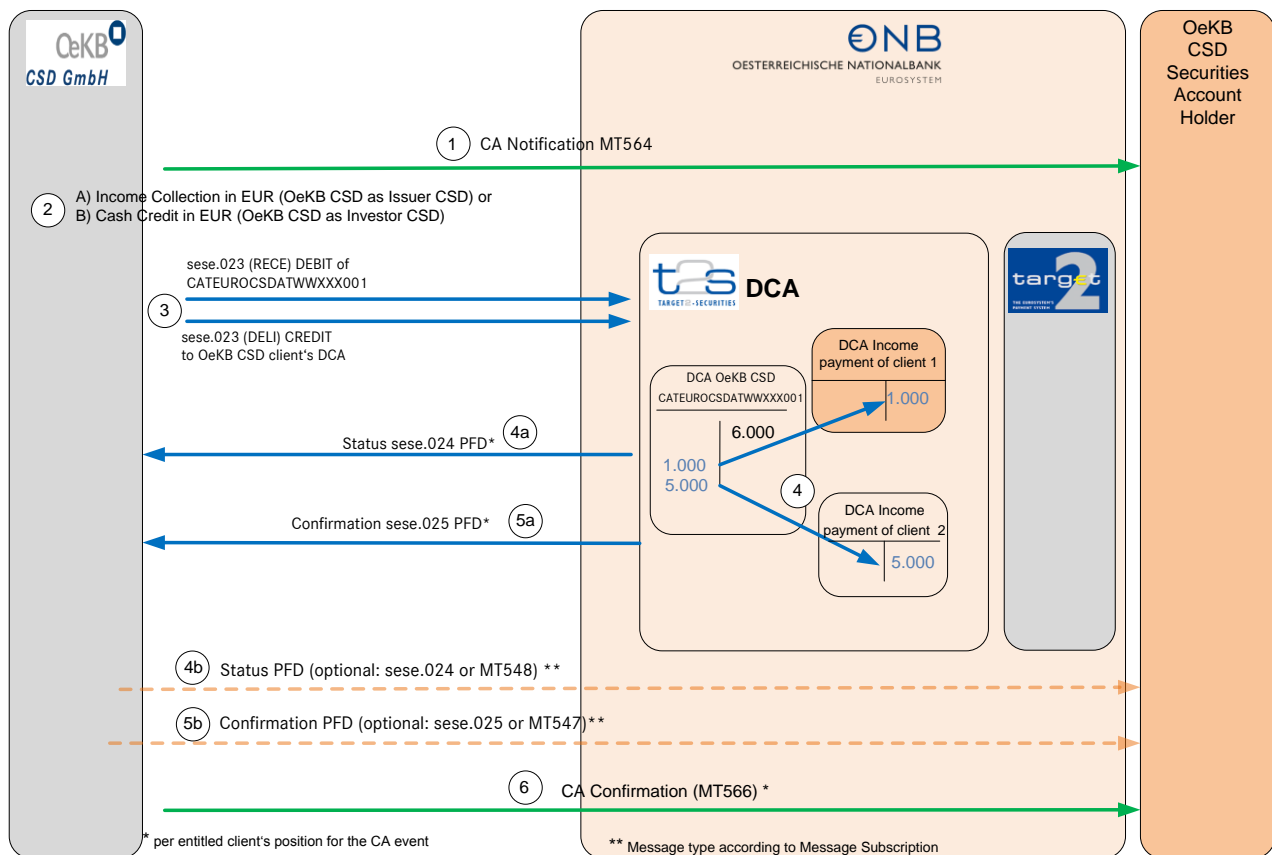 OeKB
CSD GmbH
ONB
OESTERREICHISCHE NATIONALBANK
EUROSYSTEM
OeKB
CSD
Securities
Account
Holder
1 CA Notification MT564
2 A) Income Collection in EUR (OeKB CSD as Issuer CSD) or
B) Cash Credit in EUR (OeKB CSD as Investor CSD)
sese.023 (RECE) DEBIT of
CATEUROCSDATWWXXX001
3
sese.023 (DELI) CREDIT
to OeKB CSD client's DCA
t2s
TARGET2-SECURITIES
DCA
target
2
THE EUROSYSTEM'S
PAYMENT SYSTEM
DCA Income
payment of client 1
1.000
DCA OeKB CSD
CATEUROCSDATWWXXX001
6.000
1.000
5.000
4
DCA Income
payment of client 2
5.000
Status sese.024 PFD* 4a
Confirmation sese.025 PFD* 5a
4b Status PFD (optional: sese.024 or MT548) **
5b Confirmation PFD (optional: sese.025 or MT547)**
6 CA Confirmation (MT566) *
* per entitled client's position for the CA event
** Message type according to Message Subscription